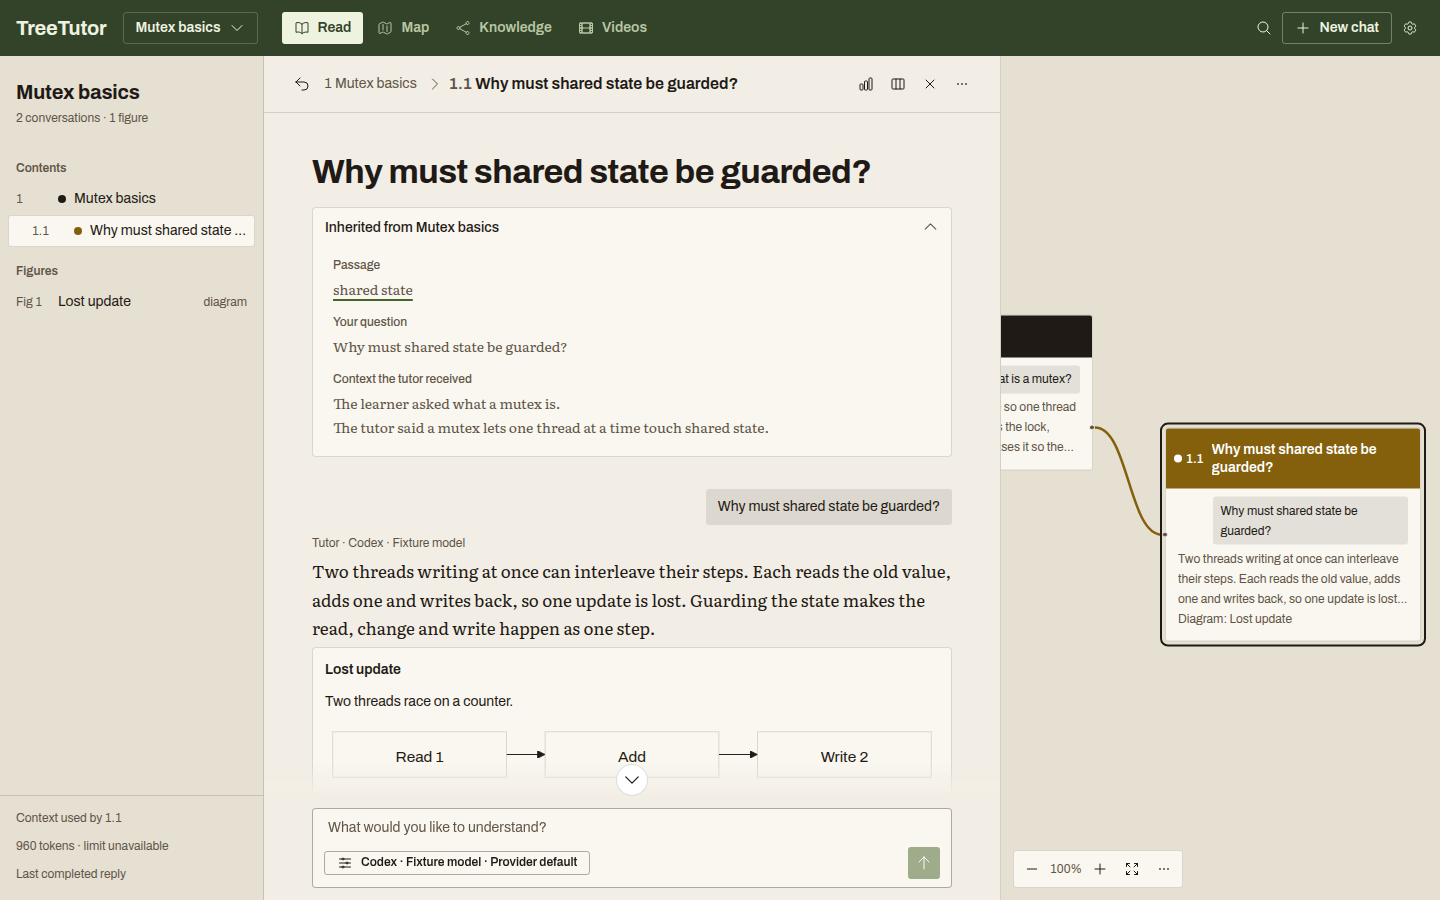 TreeTutor
Mutex basics
Read
Map
Knowledge
Videos
New chat
Mutex basics
2 conversations · 1 figure
Contents
1 Mutex basics
1.1 Why must shared state ...
Figures
Fig 1 Lost update diagram
Context used by 1.1
960 tokens · limit unavailable
Last completed reply
1 Mutex basics
1.1 Why must shared state be guarded?
Why must shared state be guarded?
Inherited from Mutex basics
Passage
shared state
Your question
Why must shared state be guarded?
Context the tutor received
The learner asked what a mutex is.
The tutor said a mutex lets one thread at a time touch shared state.
Why must shared state be guarded?
Tutor · Codex · Fixture model
Two threads writing at once can interleave their steps. Each reads the old value,
adds one and writes back, so one update is lost. Guarding the state makes the
read, change and write happen as one step.
Lost update
Two threads race on a counter.
Read 1
Add
Write 2
What would you like to understand?
Codex · Fixture model · Provider default
at is a mutex?
so one thread
the lock,
ses it so the...
1.1 Why must shared state be
guarded?
Why must shared state be
guarded?
Two threads writing at once can interleave
their steps. Each reads the old value, adds
one and writes back, so one update is lost...
Diagram: Lost update
100%